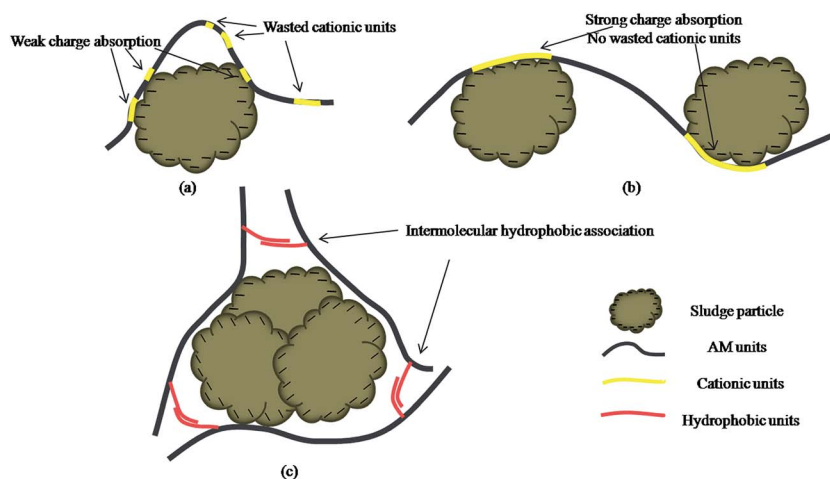 Wasted cationic units
Weak charge absorption
(a)
Strong charge absorption
No wasted cationic units
(b)
Intermolecular hydrophobic association
(c)
Sludge particle
AM units
Cationic units
Hydrophobic units